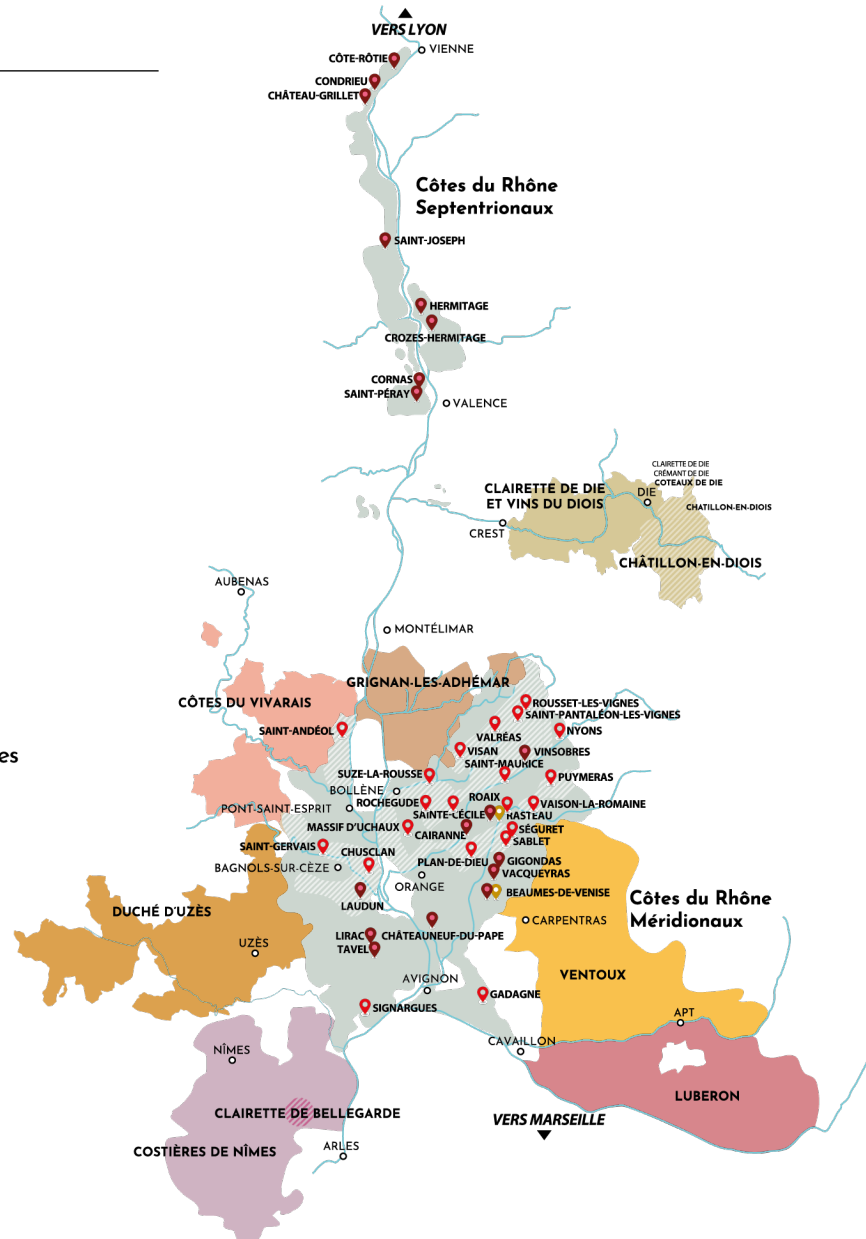 VERS LYON
VIENNE
CÔTE-RÔTIE
CONDRIEU
CHÂTEAU-GRILLET
Côtes du Rhône
Septentrionaux
SAINT-JOSEPH
HERMITAGE
CROZES-HERMITAGE
CORNAS
SAINT-PÉRAY
VALENCE
CLAIRETTE DE DIE
CRÉMANT DE DIE
COTEAUX DE DIE
CLAIRETTE DE DIE
ET VINS DU DIOIS
DIE
CHATILLON-EN-DIOIS
CREST
CHÂTILLON-EN-DIOIS
AUBENAS
MONTÉLIMAR
GRIGNAN-LES-ADHÉMAR
CÔTES DU VIVARAIS
ROUSSET-LES-VIGNES
SAINT-PANTALÉON-LES-VIGNES
SAINT-ANDÉOL
VALRÉAS
NYONS
VISAN
VINSOBRES
SAINT-MAURICE
es
SUZE-LA-ROUSSE
PUYMERAS
BOLLÈNE
ROCHEGUDE
ROAIX
VAISON-LA-ROMAINE
PONT-SAINT-ESPRIT
SAINTE-CÉCILE
RASTEAU
MASSIF D'UCHAUX
CAIRANNE
SÉGURET
SABLET
SAINT-GERVAIS
CHUSCLAN
PLAN-DE-DIEU
GIGONDAS
BAGNOLS-SUR-CÈZE
VACQUEYRAS
ORANGE
BEAUMES-DE-VENISE
LAUDUN
Côtes du Rhône
Méridionaux
DUCHÉ D'UZÈS
CARPENTRAS
LIRAC
CHÂTEAUNEUF-DU-PAPE
UZÈS
TAVEL
VENTOUX
AVIGNON
GADAGNE
SIGNARGUES
APT
CAVAILLON
NÎMES
LUBERON
CLAIRETTE DE BELLEGARDE
VERS MARSEILLE
ARLES
COSTIÈRES DE NÎMES